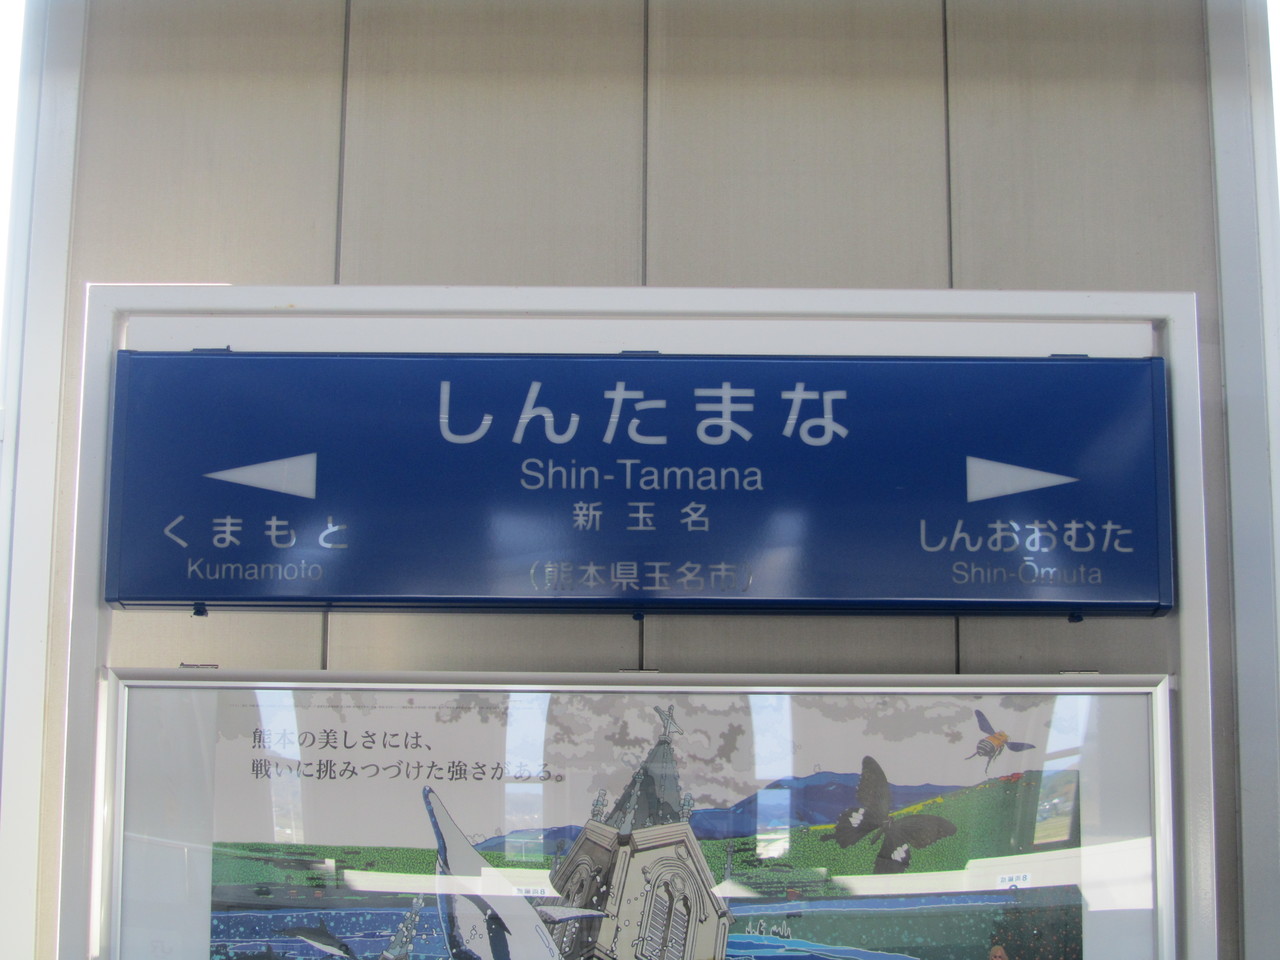 しんたまな
Shin-Tamana
新玉名
(熊本県玉名市)
くまもと
Kumamoto
しんおおむた
Shin-Ōmuta
熊本の美しさには、
戦いに挑みつづけた強さがある。